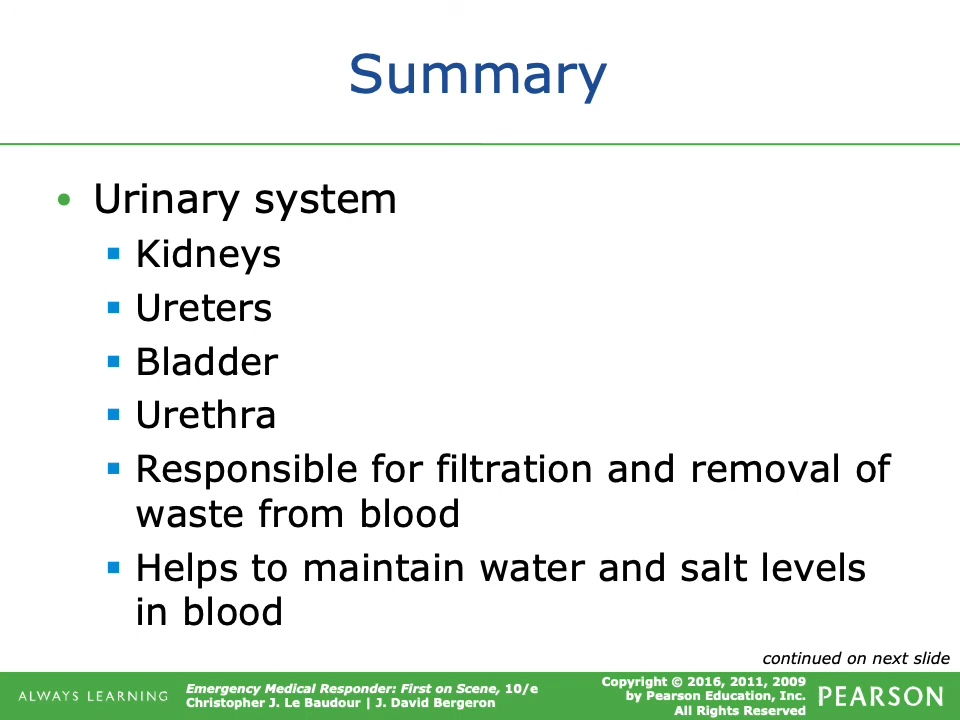 Summary
• Urinary system
▪ Kidneys
▪ Ureters
▪ Bladder
▪ Urethra
▪ Responsible for filtration and removal of
waste from blood
▪ Helps to maintain water and salt levels
in blood
continued on next slide
ALWAYS LEARNING
Emergency Medical Responder: First on Scene, 10/e
Christopher J. Le Baudour | J. David Bergeron
Copyright © 2016, 2011, 2009
by Pearson Education, Inc.
All Rights Reserved
PEARSON